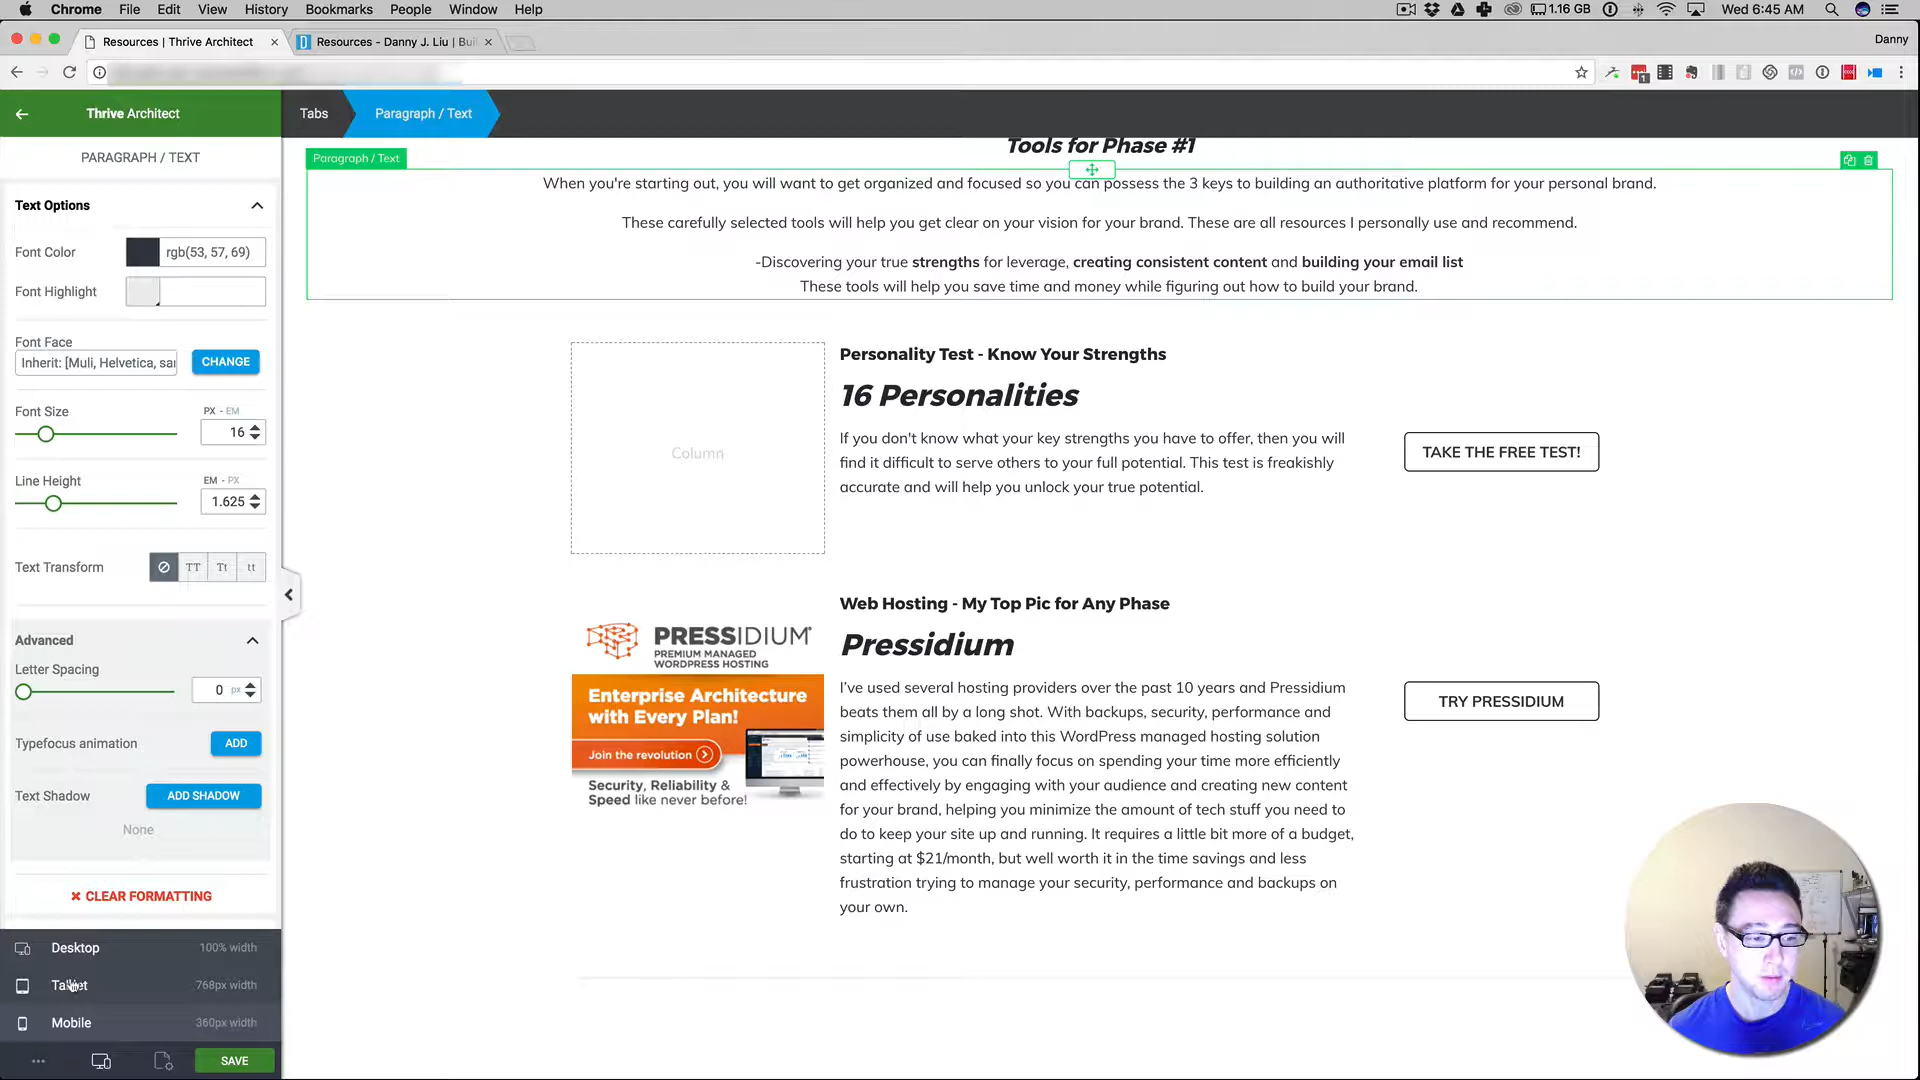 Chrome File Edit View History Bookmarks People Window Help
1.16 GB Wed 6:45 AM
Resources | Thrive Architect
Resources - Danny J. Liu | Buil
Danny
Thrive Architect
Tabs
Paragraph / Text
PARAGRAPH / TEXT
Text Options
Font Color rgb(53, 57, 69)
Font Highlight
Font Face
Inherit: [Muli, Helvetica, sar
CHANGE
Font Size PX - EM
16
Line Height EM - PX
1.625
Text Transform TT Tt tt
Advanced
Letter Spacing
0 px
Typefocus animation ADD
Text Shadow ADD SHADOW
None
CLEAR FORMATTING
Desktop 100% width
Tablet 768px width
Mobile 360px width
SAVE
Tools for Phase #1
Paragraph / Text
When you're starting out, you will want to get organized and focused so you can possess the 3 keys to building an authoritative platform for your personal brand.
These carefully selected tools will help you get clear on your vision for your brand. These are all resources I personally use and recommend.
-Discovering your true strengths for leverage, creating consistent content and building your email list
These tools will help you save time and money while figuring out how to build your brand.
Column
Personality Test - Know Your Strengths
16 Personalities
If you don't know what your key strengths you have to offer, then you will
find it difficult to serve others to your full potential. This test is freakishly
accurate and will help you unlock your true potential.
TAKE THE FREE TEST!
PRESSIDIUM
PREMIUM MANAGED
WORDPRESS HOSTING
Enterprise Architecture
with Every Plan!
Join the revolution
Security, Reliability &
Speed like never before!
Web Hosting - My Top Pic for Any Phase
Pressidium
I've used several hosting providers over the past 10 years and Pressidium
beats them all by a long shot. With backups, security, performance and
simplicity of use baked into this WordPress managed hosting solution
powerhouse, you can finally focus on spending your time more efficiently
and effectively by engaging with your audience and creating new content
for your brand, helping you minimize the amount of tech stuff you need to
do to keep your site up and running. It requires a little bit more of a budget,
starting at $21/month, but well worth it in the time savings and less
frustration trying to manage your security, performance and backups on
your own.
TRY PRESSIDIUM